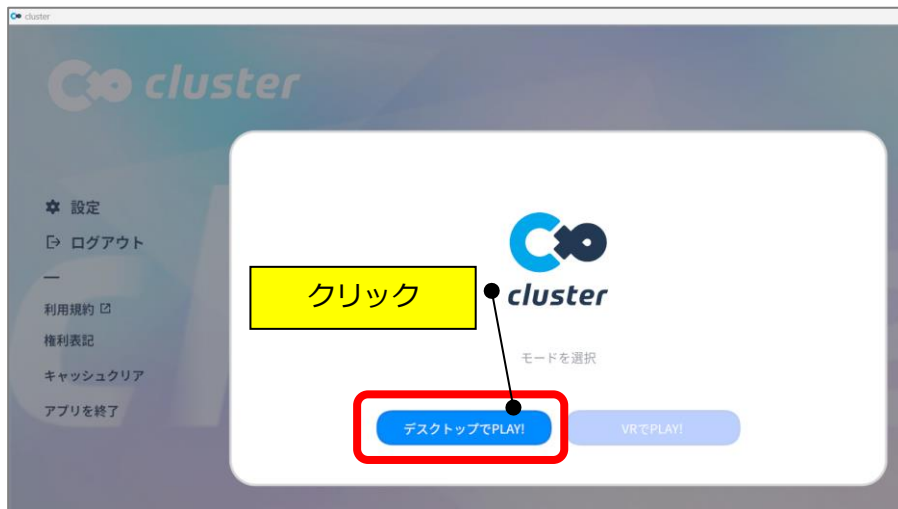 cluster
cluster
設定
ログアウト
クリック
cluster
利用規約
権利表記
モードを選択
キャッシュクリア
アプリを終了
デスクトップでPLAY!
VRでPLAY!